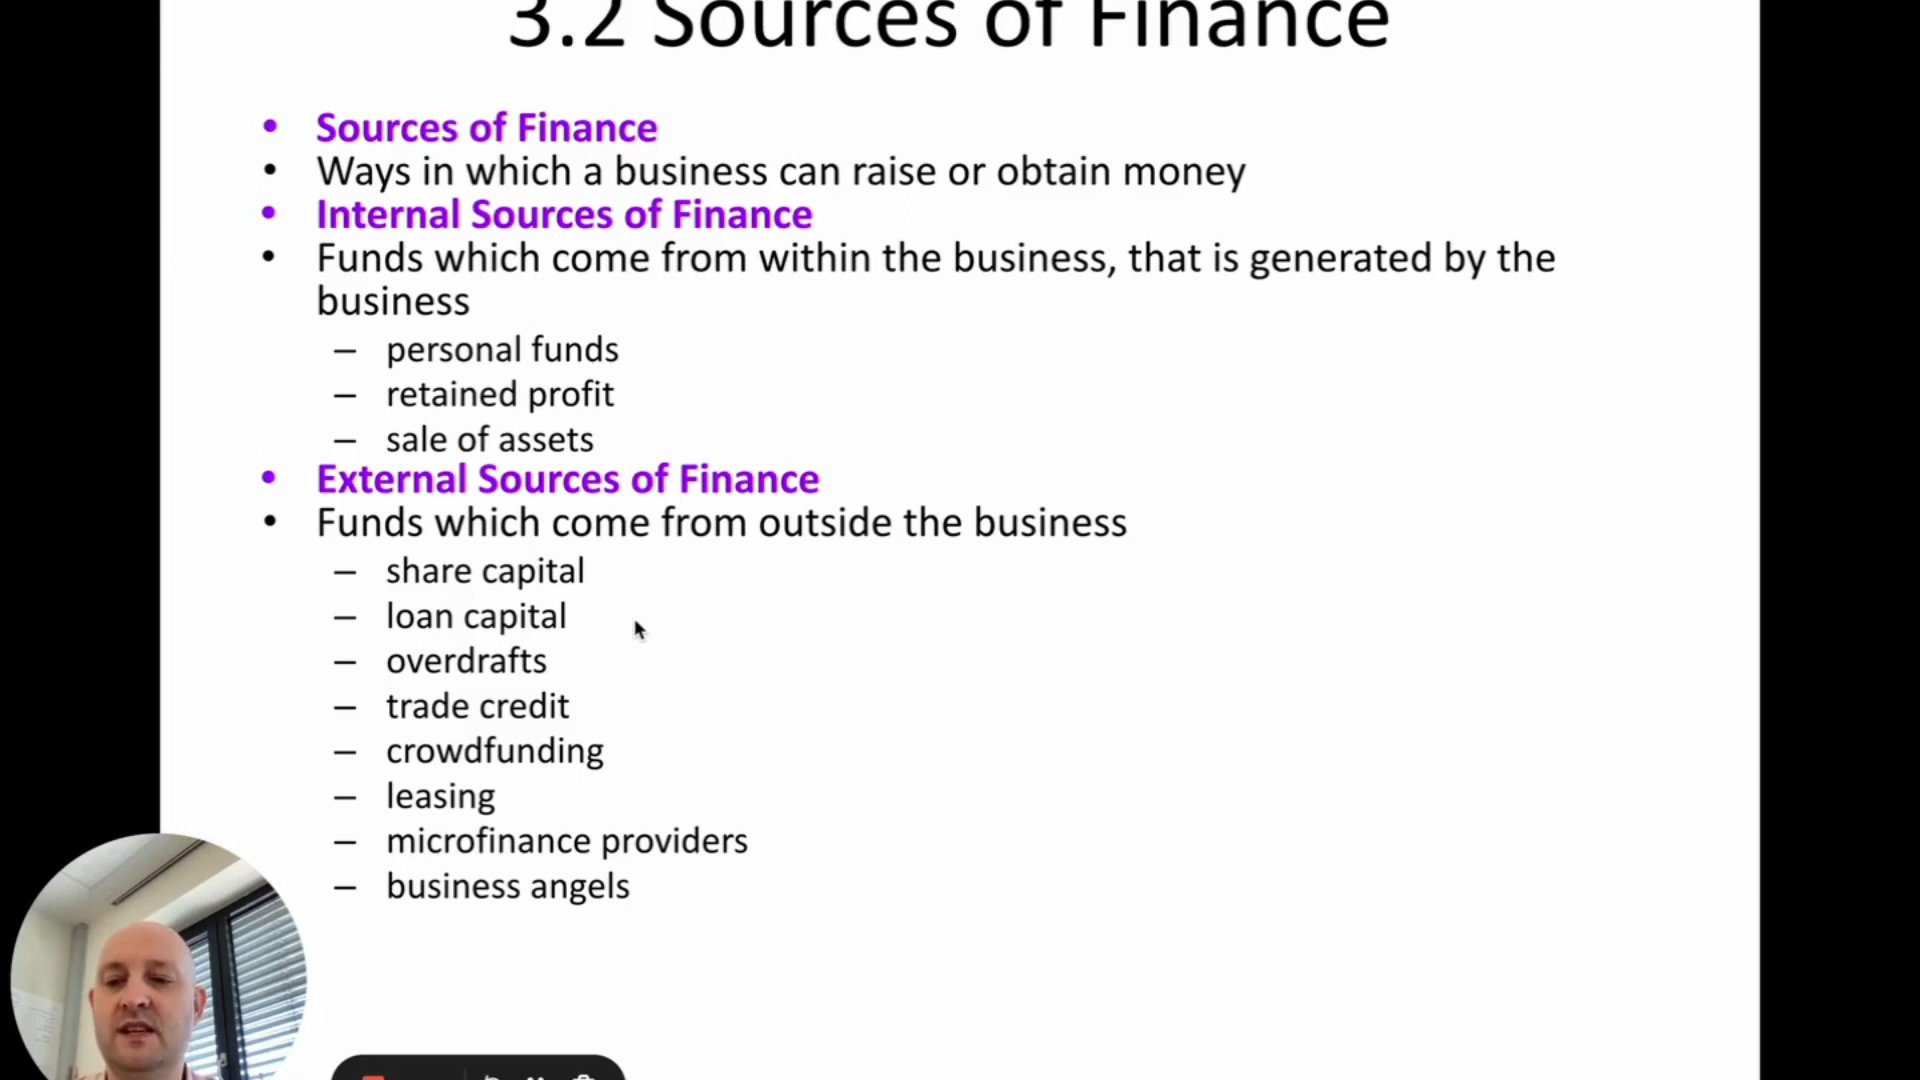 3.2 Sources of Finance
• Sources of Finance
• Ways in which a business can raise or obtain money
• Internal Sources of Finance
• Funds which come from within the business, that is generated by the
business
– personal funds
– retained profit
– sale of assets
• External Sources of Finance
• Funds which come from outside the business
– share capital
– loan capital
– overdrafts
– trade credit
– crowdfunding
– leasing
– microfinance providers
– business angels